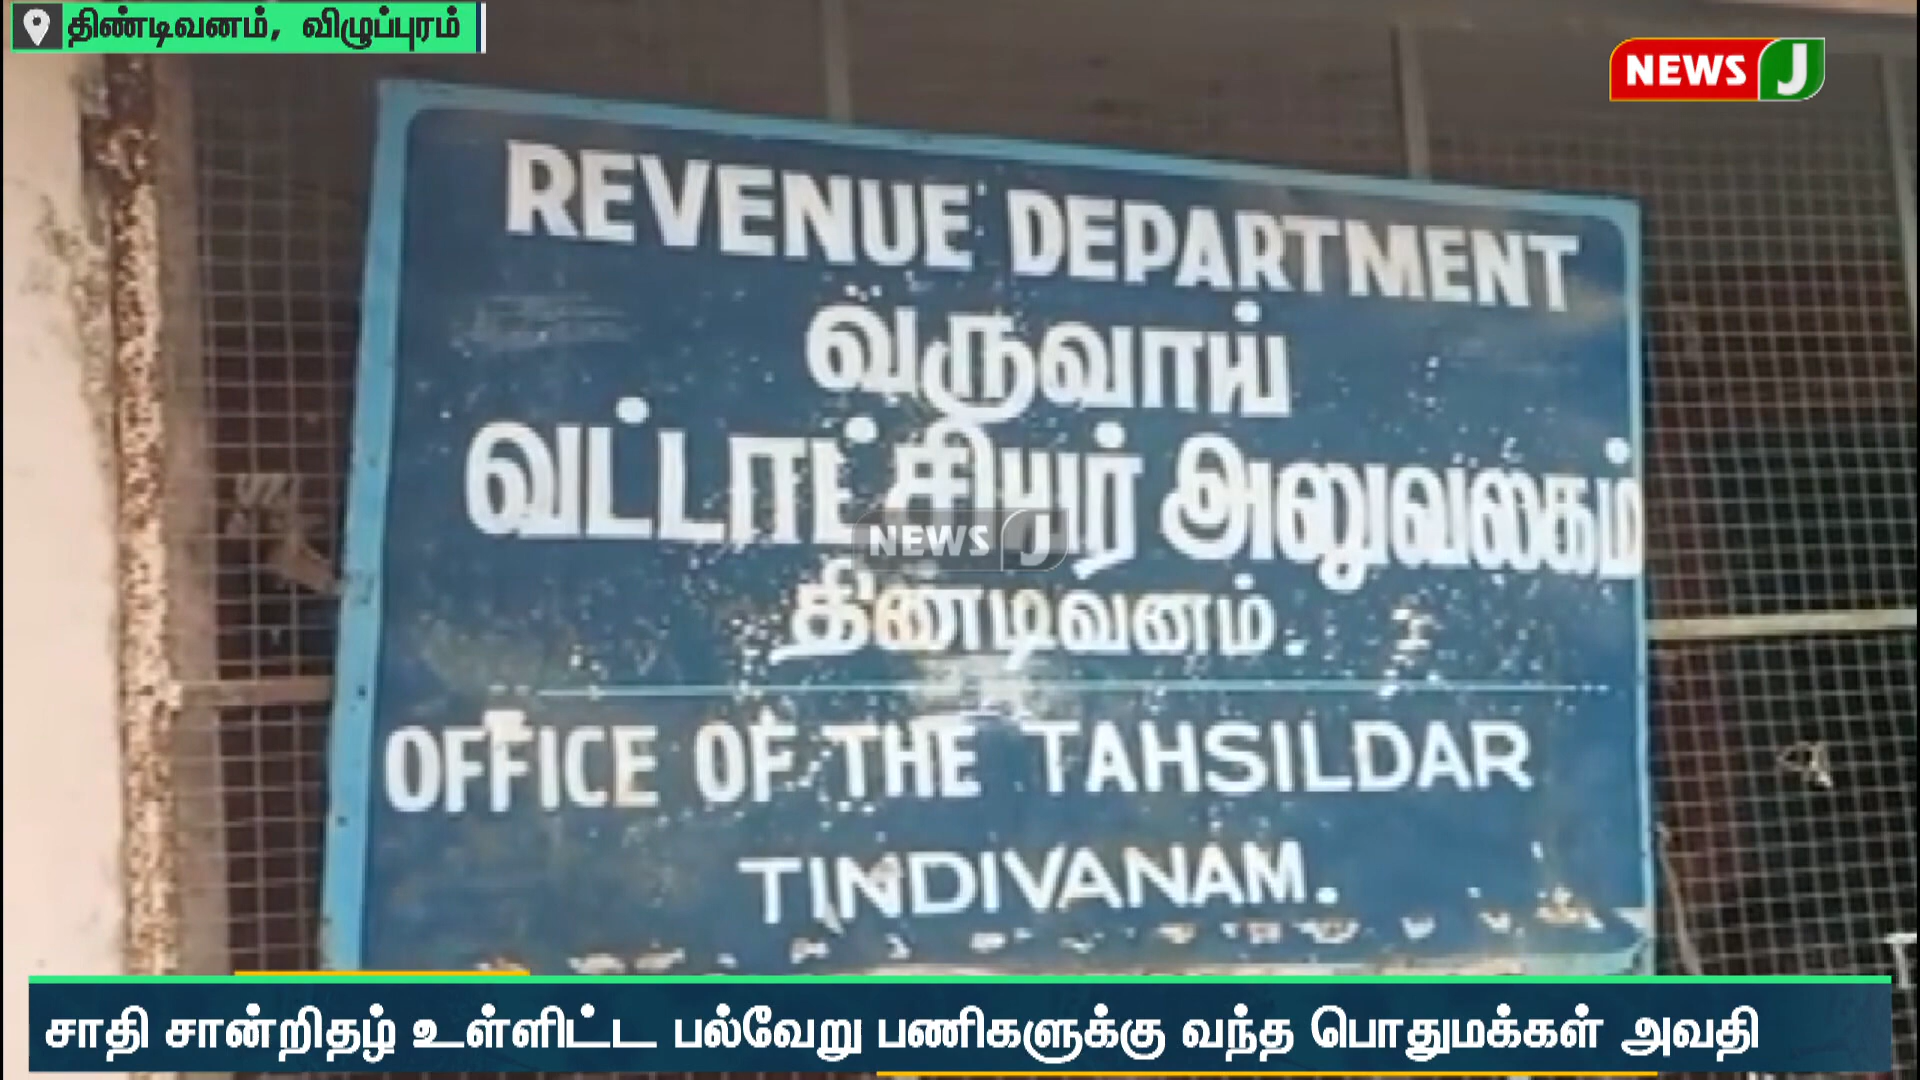 திண்டிவனம், விழுப்புரம்
NEWS J
REVENUE DEPARTMENT
வருவாய்
வட்டாட்சியர் அலுவலகம்
NEWS J
திண்டிவனம்.
OFFICE OF THE TAHSILDAR
TINDIVANAM.
சாதி சான்றிதழ் உள்ளிட்ட பல்வேறு பணிகளுக்கு வந்த பொதுமக்கள் அவதி